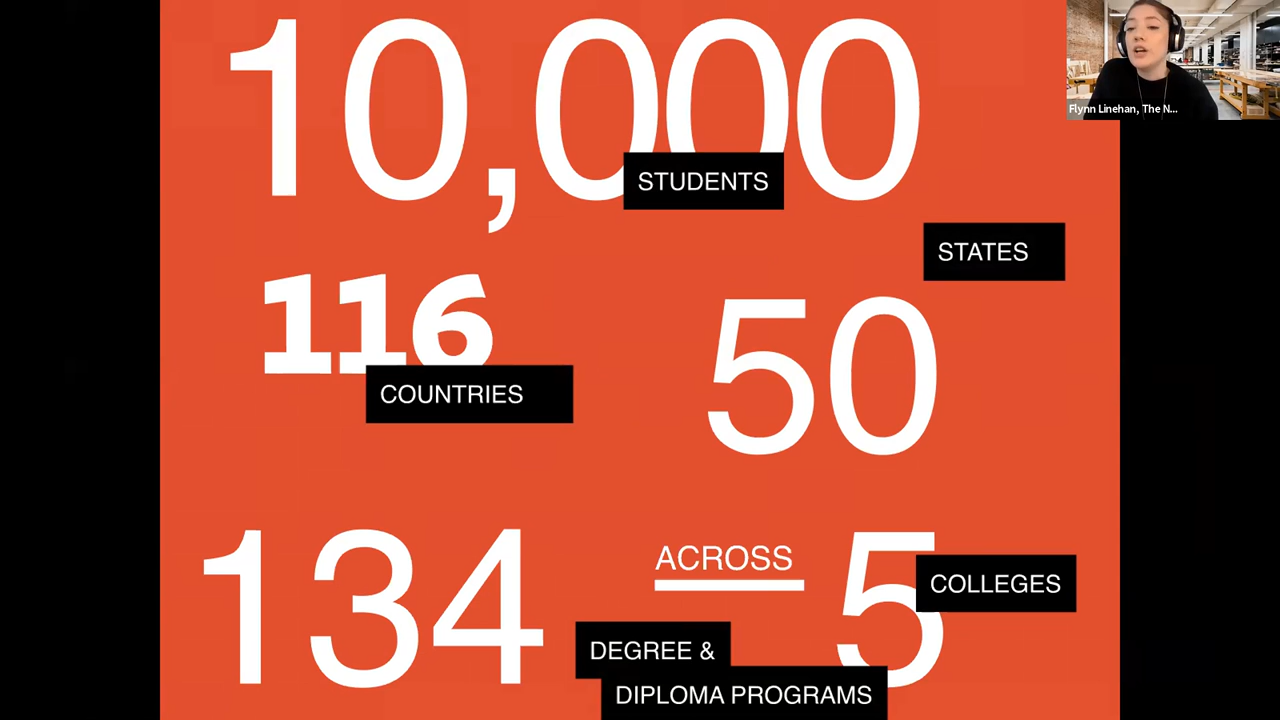 10,000
STUDENTS
Flynn Linehan, The N...
STATES
116
COUNTRIES
50
134
ACROSS
5
COLLEGES
DEGREE &
DIPLOMA PROGRAMS